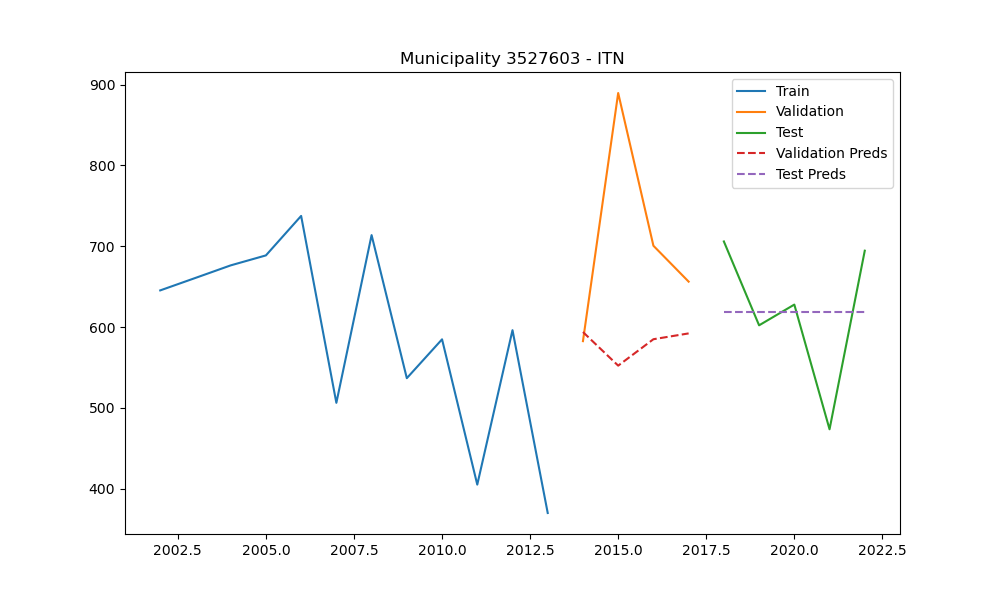 Municipality 3527603 - ITN
900
800
700
600
500
400
2002.5 2005.0 2007.5 2010.0 2012.5 2015.0 2017.5 2020.0 2022.5
Train
Validation
Test
Validation Preds
Test Preds